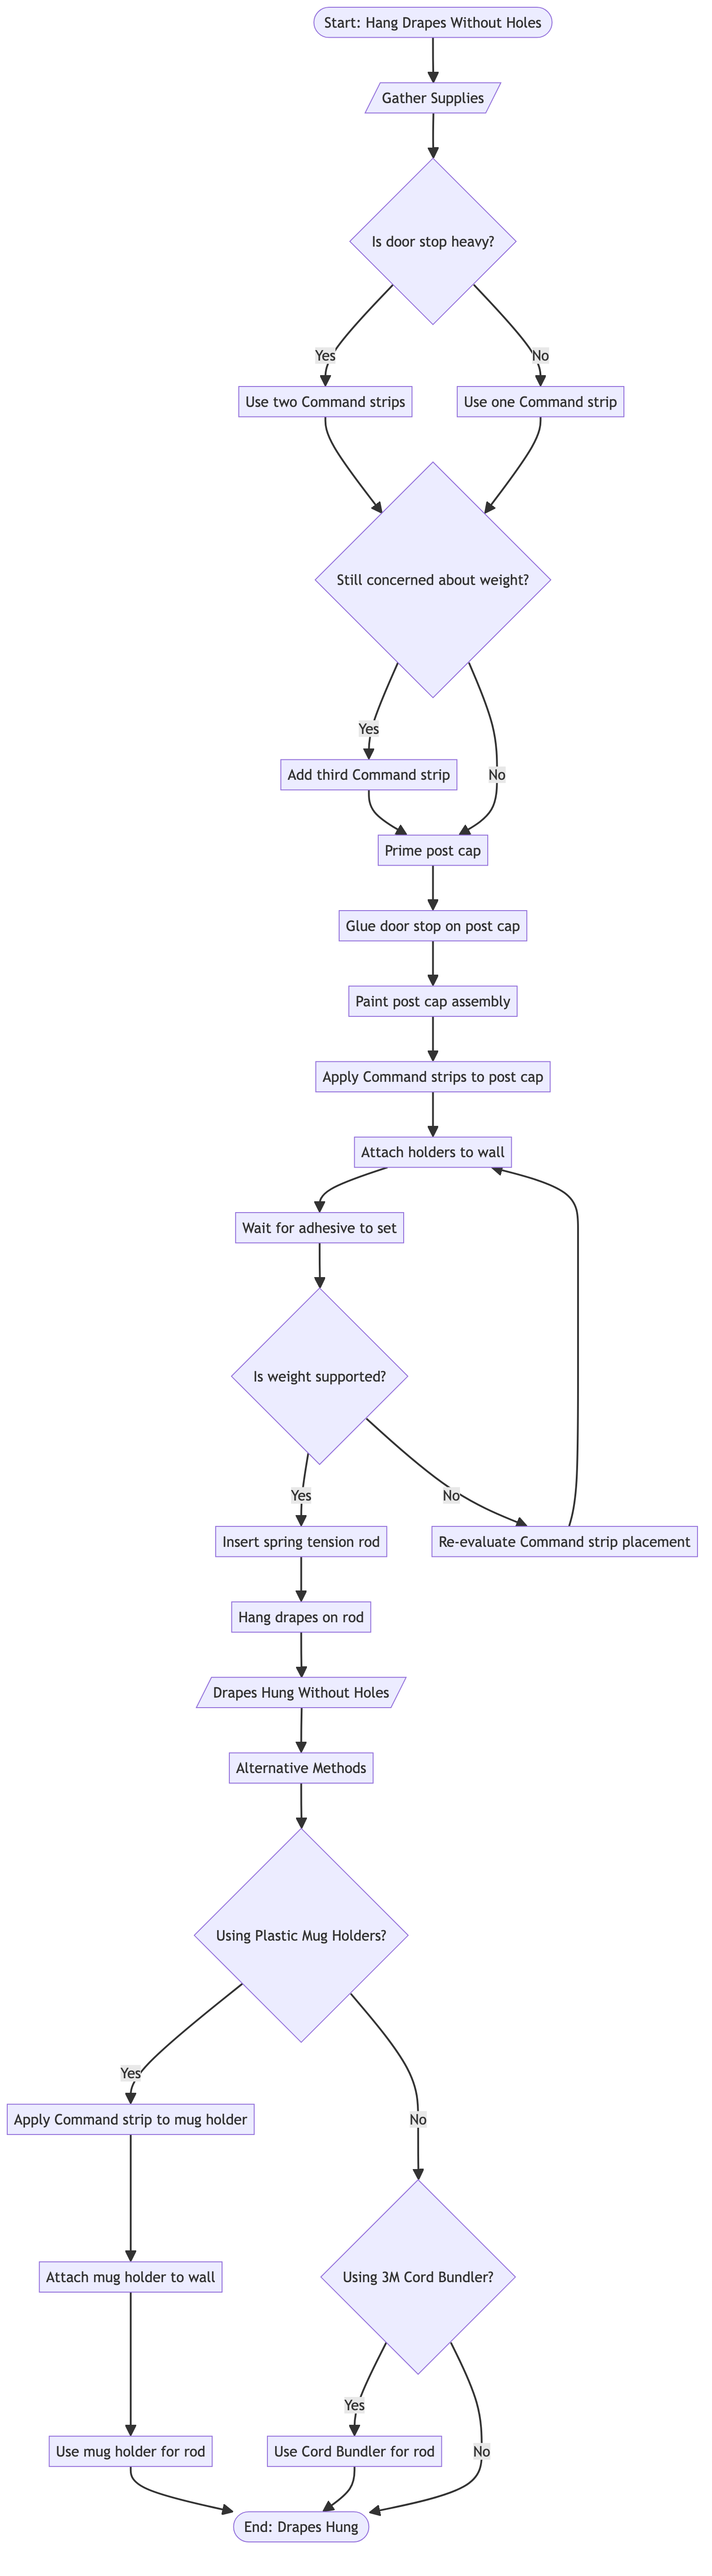 Start: Hang Drapes Without Holes
Gather Supplies
Is door stop heavy?
Yes
No
Use two Command strips
Use one Command strip
Still concerned about weight?
Yes
Add third Command strip
No
Prime post cap
Glue door stop on post cap
Paint post cap assembly
Apply Command strips to post cap
Attach holders to wall
Wait for adhesive to set
Is weight supported?
Yes
No
Insert spring tension rod
Re-evaluate Command strip placement
Hang drapes on rod
Drapes Hung Without Holes
Alternative Methods
Using Plastic Mug Holders?
Yes
Apply Command strip to mug holder
No
Attach mug holder to wall
Using 3M Cord Bundler?
Yes
Use mug holder for rod
Use Cord Bundler for rod
No
End: Drapes Hung